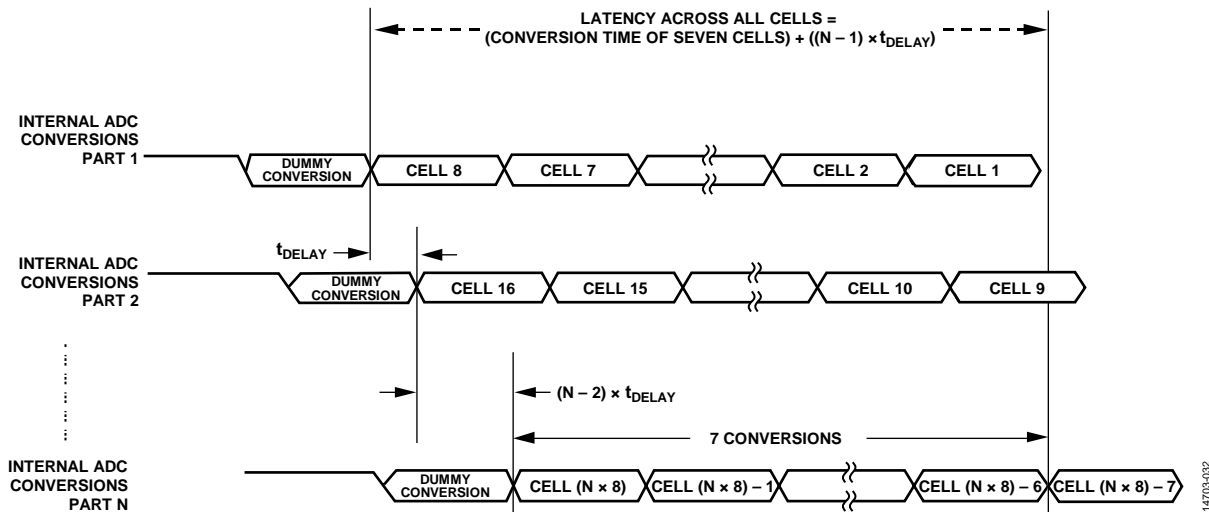 LATENCY ACROSS ALL CELLS =
(CONVERSION TIME OF SEVEN CELLS) + ((N – 1) × tDELAY)
INTERNAL ADC
CONVERSIONS
PART 1
DUMMY
CONVERSION
CELL 8
CELL 7
CELL 2
CELL 1
tDELAY
INTERNAL ADC
CONVERSIONS
PART 2
DUMMY
CONVERSION
CELL 16
CELL 15
CELL 10
CELL 9
(N – 2) × tDELAY
7 CONVERSIONS
INTERNAL ADC
CONVERSIONS
PART N
DUMMY
CONVERSION
CELL (N × 8)
CELL (N × 8) – 1
CELL (N × 8) – 6
CELL (N × 8) – 7
14703-032